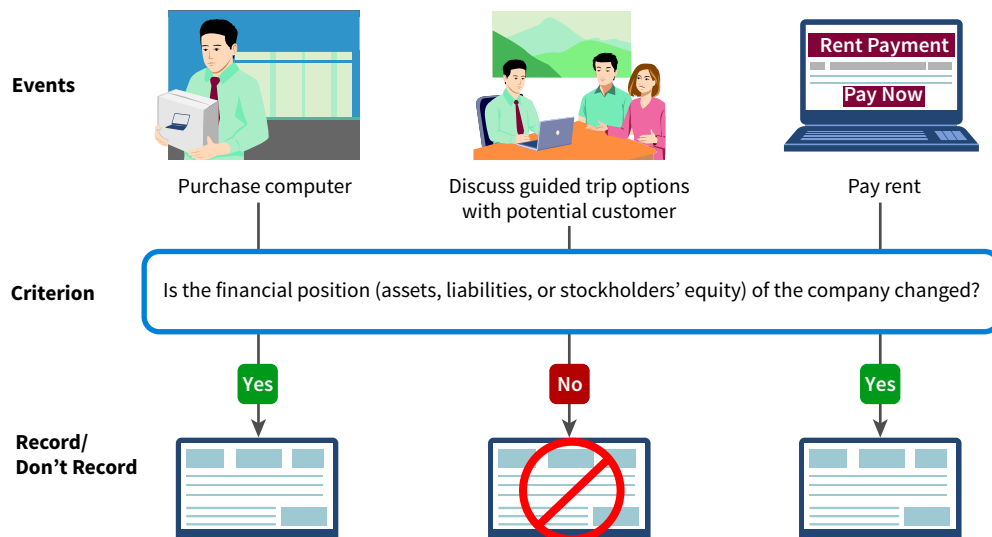 Events
Rent Payment
Pay Now
Purchase computer
Discuss guided trip options
with potential customer
Pay rent
Criterion
Is the financial position (assets, liabilities, or stockholders’ equity) of the company changed?
Yes
No
Yes
Record/
Don’t Record